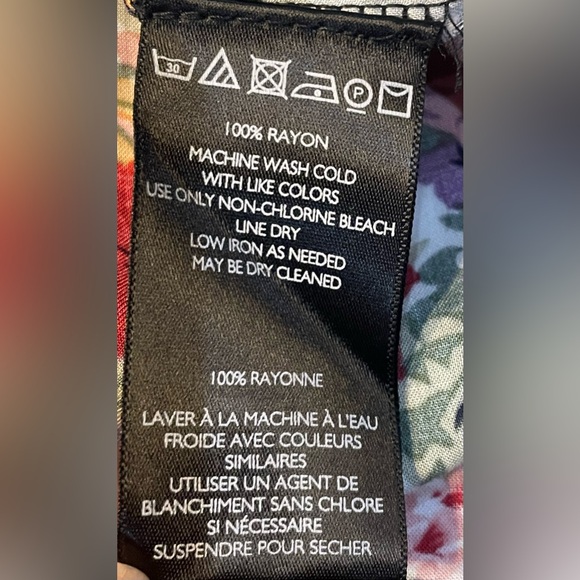 30
P
100% RAYON
MACHINE WASH COLD
WITH LIKE COLORS
USE ONLY NON-CHLORINE BLEACH
LINE DRY
LOW IRON AS NEEDED
MAY BE DRY CLEANED
100% RAYONNE
LAVER À LA MACHINE À L'EAU
FROIDE AVEC COULEURS
SIMILAIRES
UTILISER UN AGENT DE
BLANCHIMENT SANS CHLORE
SI NÉCESSAIRE
SUSPENDRE POUR SECHER